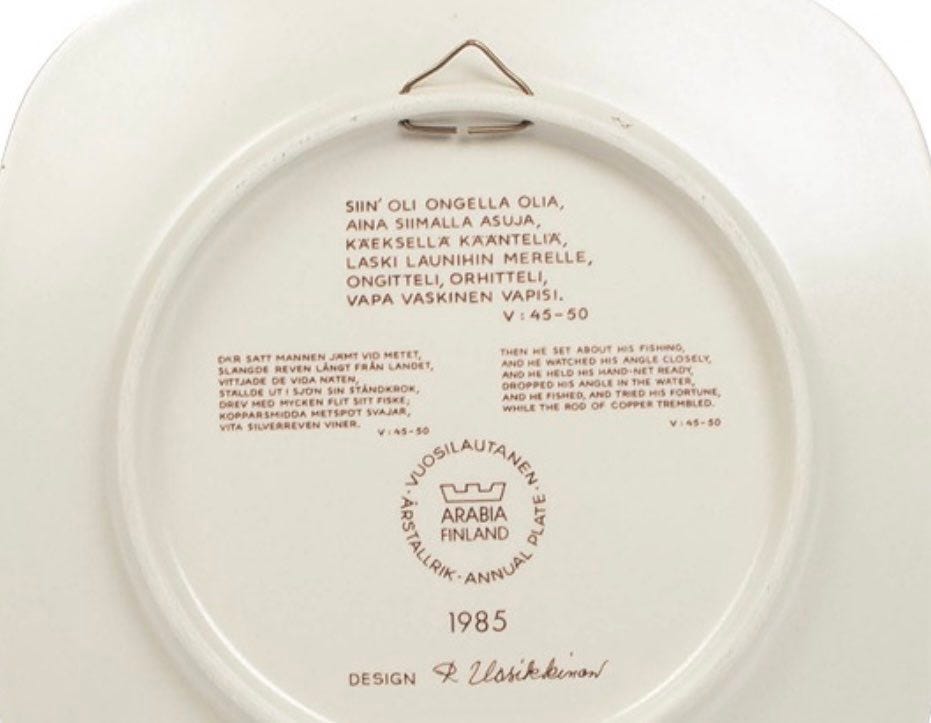 SIIN' OLI ONGELLA OLIA,
AINA SIIMALLA ASUJA,
KÄEKSELLÄ KÄÄNTELIÄ,
LASKI LAUNIHIN MERELLE,
ONGITTELI, ORHITTELI,
VAPA VASKINEN VAPISI.
V : 45-50
DÄR SATT MANNEN JÄMT VID METET,
SLÄNGDE REVEN LÅNGT FRÅN LANDET,
VITTJADE DE VIDA NÄTEN,
STÄLLDE UT I SJÖN SIN STÅNDKROK,
DREV MED MYCKEN FLIT SITT FISKE,
KOPPARSMIDDA METSPÖT SVAJAR,
VITA SILVERREVEN VINER.
V : 45-50
THEN HE SET ABOUT HIS FISHING,
AND HE WATCHED HIS ANGLE CLOSELY,
AND HE HELD HIS HAND-NET READY,
DROPPED HIS ANGLE IN THE WATER,
AND HE FISHED, AND TRIED HIS FORTUNE,
WHILE THE ROD OF COPPER TREMBLED.
V : 45-50
· VUOSILAUTANEN ·
ARABIA
FINLAND
ÅRSTALLRIK · ANNUAL PLATE
1985
DESIGN R Uosikkinen